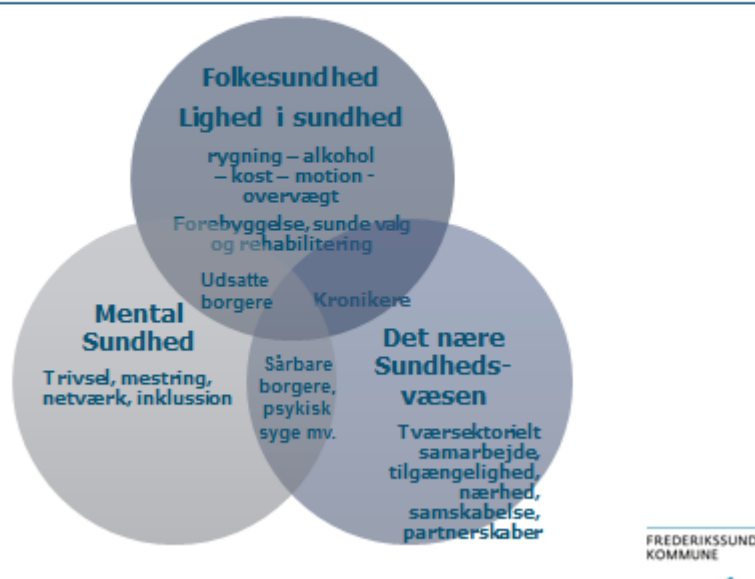 Folkesundhed
Lighed i sundhed
rygning – alkohol
– kost – motion -
overvægt
Forebyggelse, sunde valg
og rehabilitering
Udsatte
borgere
Kronikere
Mental
Sundhed
Trivsel, mestring,
netværk, inklussion
Sårbare
borgere,
psykisk
syge mv.
Det nære
Sundheds-
væsen
Tværsektorielt
samarbejde,
tilgængelighed,
nærhed,
samskabelse,
partnerskaber
FREDERIKSSUND
KOMMUNE